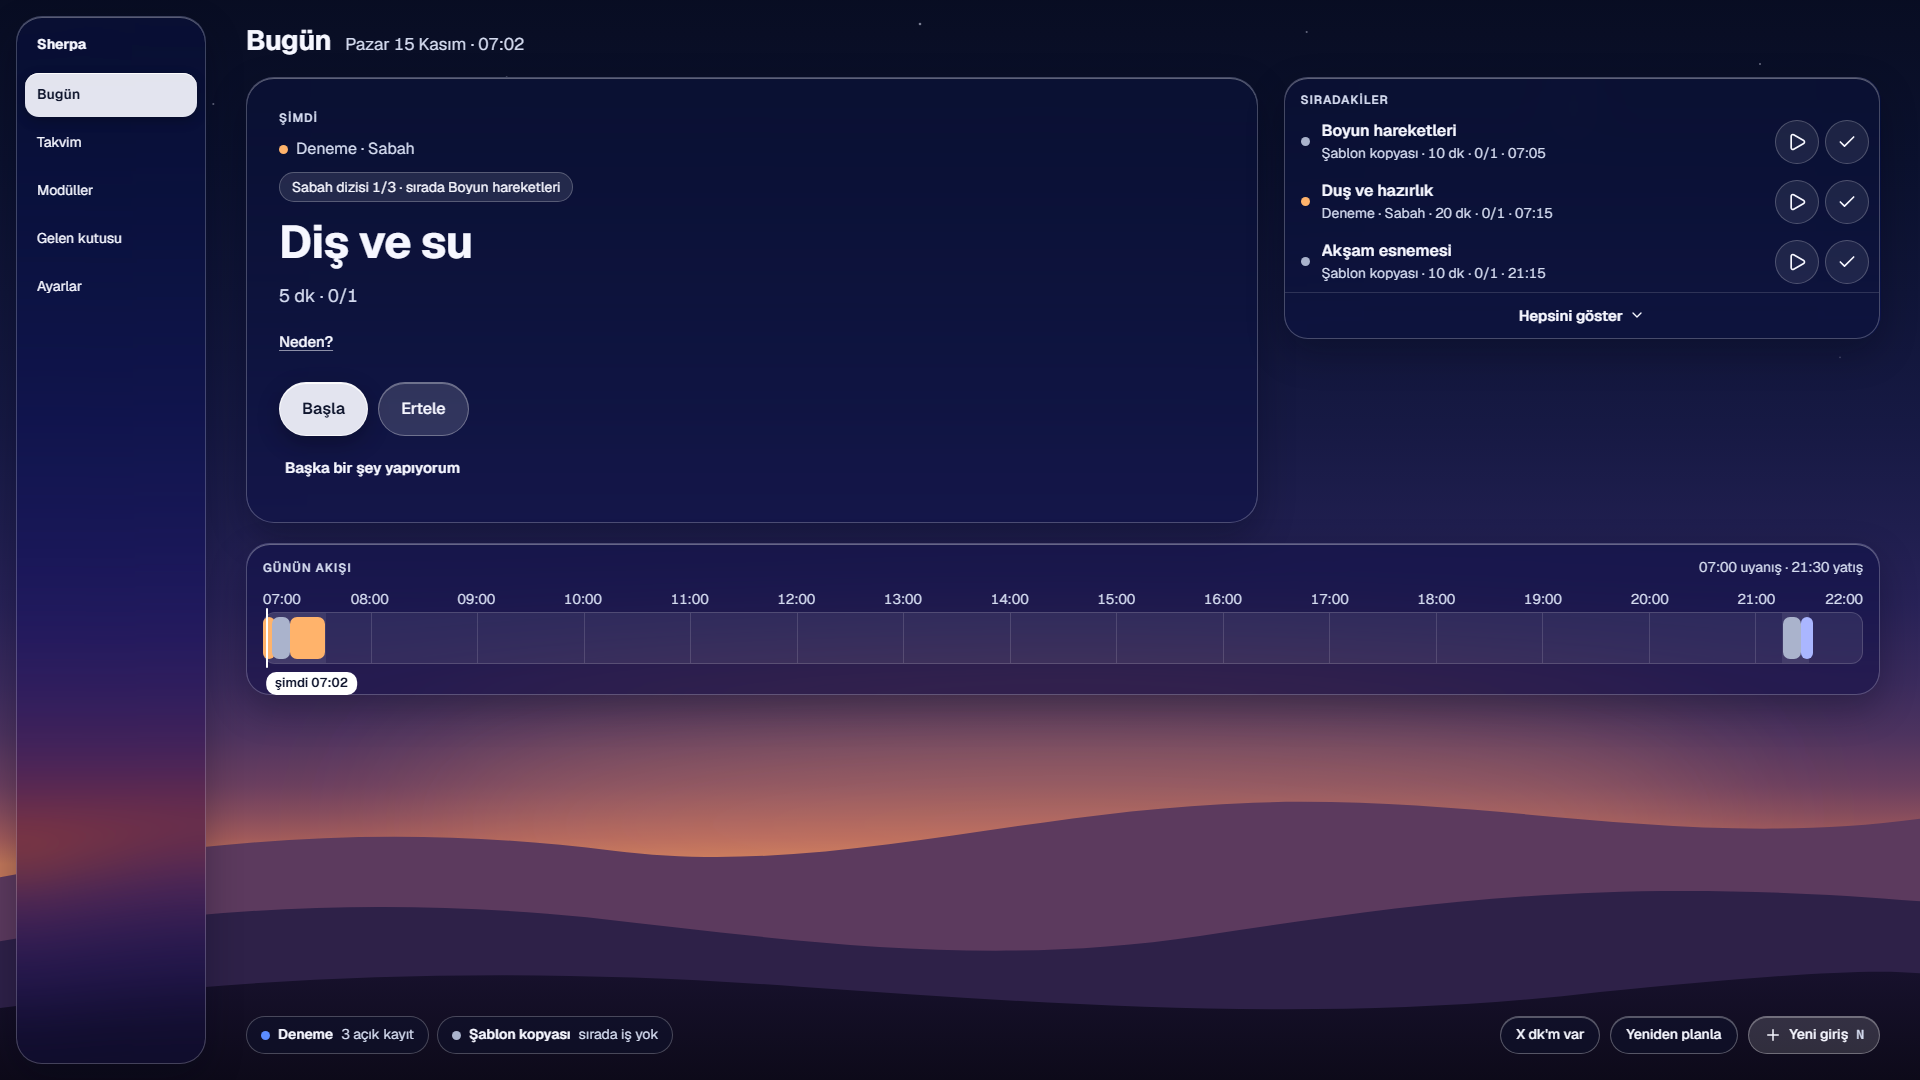 Sherpa
Bugün
Takvim
Modüller
Gelen kutusu
Ayarlar
Bugün Pazar 15 Kasım · 07:02
ŞİMDİ
Deneme · Sabah
Sabah dizisi 1/3 · sırada Boyun hareketleri
Diş ve su
5 dk · 0/1
Neden?
Başla Ertele
Başka bir şey yapıyorum
SIRADAKİLER
Boyun hareketleri
Şablon kopyası · 10 dk · 0/1 · 07:05
Duş ve hazırlık
Deneme · Sabah · 20 dk · 0/1 · 07:15
Akşam esnemesi
Şablon kopyası · 10 dk · 0/1 · 21:15
Hepsini göster
GÜNÜN AKIŞI 07:00 uyanış · 21:30 yatış
07:00 08:00 09:00 10:00 11:00 12:00 13:00 14:00 15:00 16:00 17:00 18:00 19:00 20:00 21:00 22:00
şimdi 07:02
Deneme 3 açık kayıt Şablon kopyası sırada iş yok X dk'm var Yeniden planla Yeni giriş N